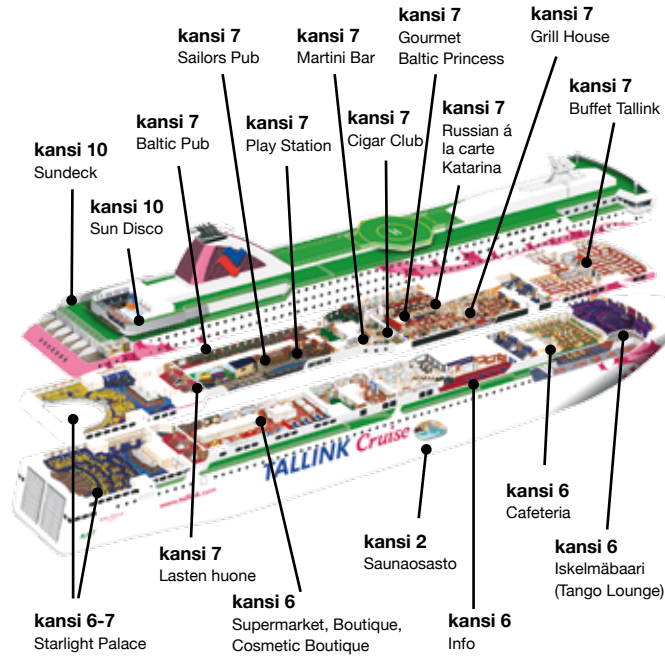 kansi 7
Sailors Pub
kansi 7
Martini Bar
kansi 7
Gourmet
Baltic Princess
kansi 7
Grill House
kansi 7
Baltic Pub
kansi 7
Play Station
kansi 7
Cigar Club
kansi 7
Russian á
la carte
Katarina
kansi 7
Buffet Tallink
kansi 10
Sundeck
kansi 10
Sun Disco
TALLINK Cruise
www.tallink.com
kansi 6
Cafeteria
kansi 7
Lasten huone
kansi 2
Saunaosasto
kansi 6
Iskelmäbaari
(Tango Lounge)
kansi 6-7
Starlight Palace
kansi 6
Supermarket, Boutique,
Cosmetic Boutique
kansi 6
Info